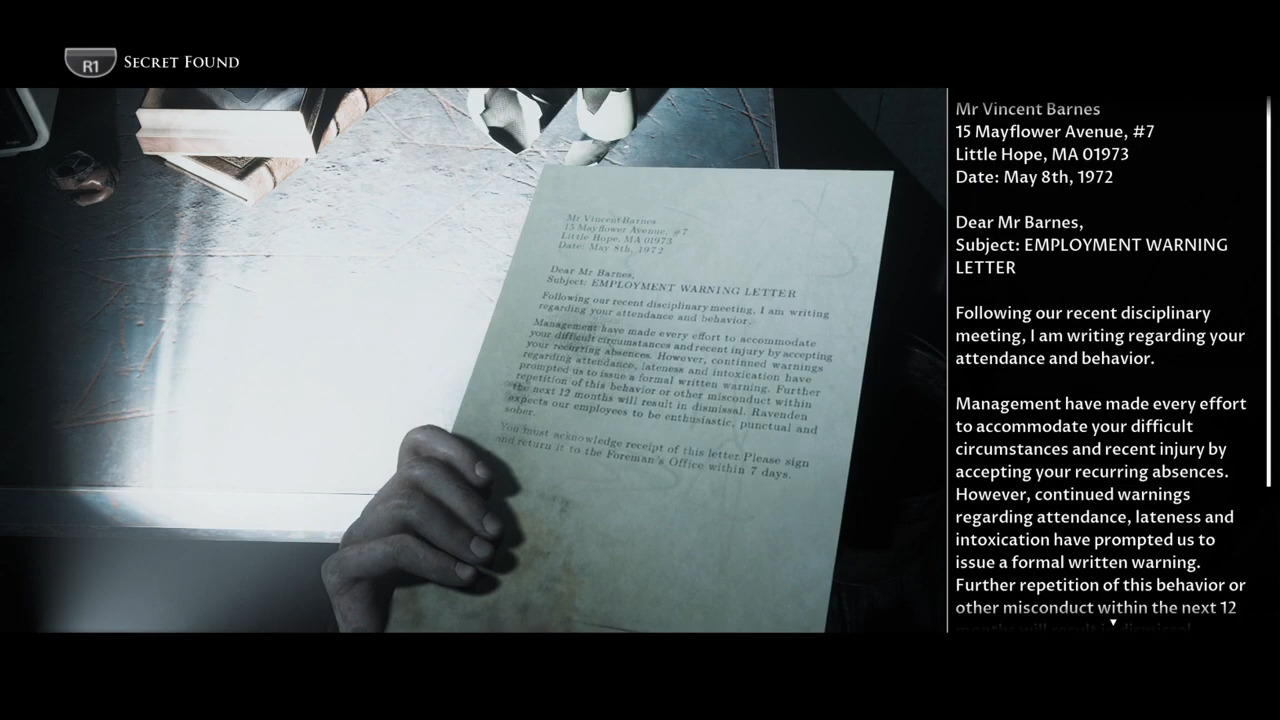 R1 SECRET FOUND
Mr Vincent Barnes
15 Mayflower Avenue, #7
Little Hope, MA 01973
Date: May 8th, 1972
Dear Mr Barnes,
Subject: EMPLOYMENT WARNING LETTER
Following our recent disciplinary meeting, I am writing
regarding your attendance and behavior.
Management have made every effort to accommodate
your difficult circumstances and recent injury by accepting
your recurring absences. However, continued warnings
regarding attendance, lateness and intoxication have
prompted us to issue a formal written warning. Further
repetition of this behavior or other misconduct within
the next 12 months will result in dismissal. Ravenden
expects our employees to be enthusiastic, punctual and
sober.
You must acknowledge receipt of this letter. Please sign
and return it to the Foreman's Office within 7 days.
Mr Vincent Barnes
15 Mayflower Avenue, #7
Little Hope, MA 01973
Date: May 8th, 1972
Dear Mr Barnes,
Subject: EMPLOYMENT WARNING
LETTER
Following our recent disciplinary
meeting, I am writing regarding your
attendance and behavior.
Management have made every effort
to accommodate your difficult
circumstances and recent injury by
accepting your recurring absences.
However, continued warnings
regarding attendance, lateness and
intoxication have prompted us to
issue a formal written warning.
Further repetition of this behavior or
other misconduct within the next 12
months will result in dismissal.